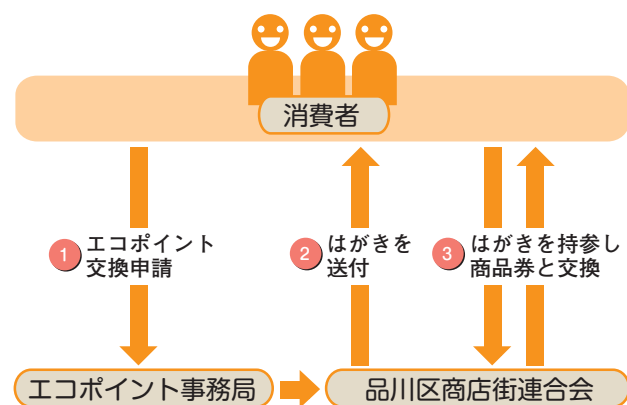 消費者
1 エコポイント
交換申請
2 はがきを
送付
3 はがきを持参し
商品券と交換
エコポイント事務局
品川区商店街連合会